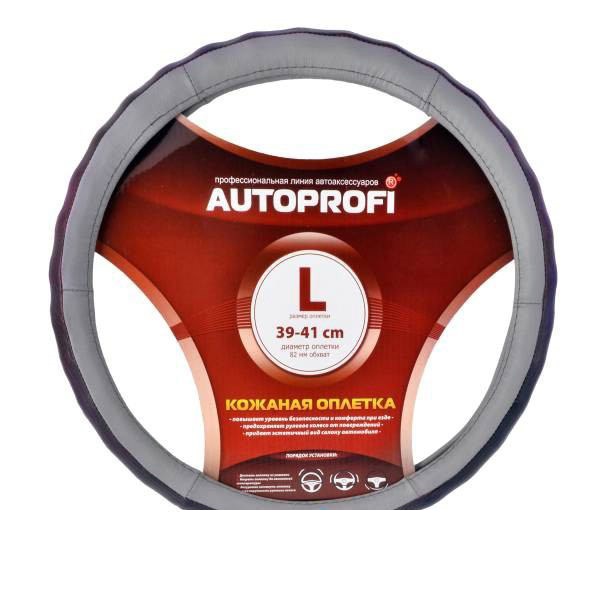 профессиональная линия автоаксессуаров
AUTOPROFI®
L
размер оплетки
39-41 cm
диаметр оплетки
82 мм обхват
КОЖАНАЯ ОПЛЕТКА
- повышает уровень безопасности и комфорта при езде -
- предохраняет рулевое колесо от повреждений -
- придает эстетичный вид салону автомобиля -
ПОРЯДОК УСТАНОВКИ: